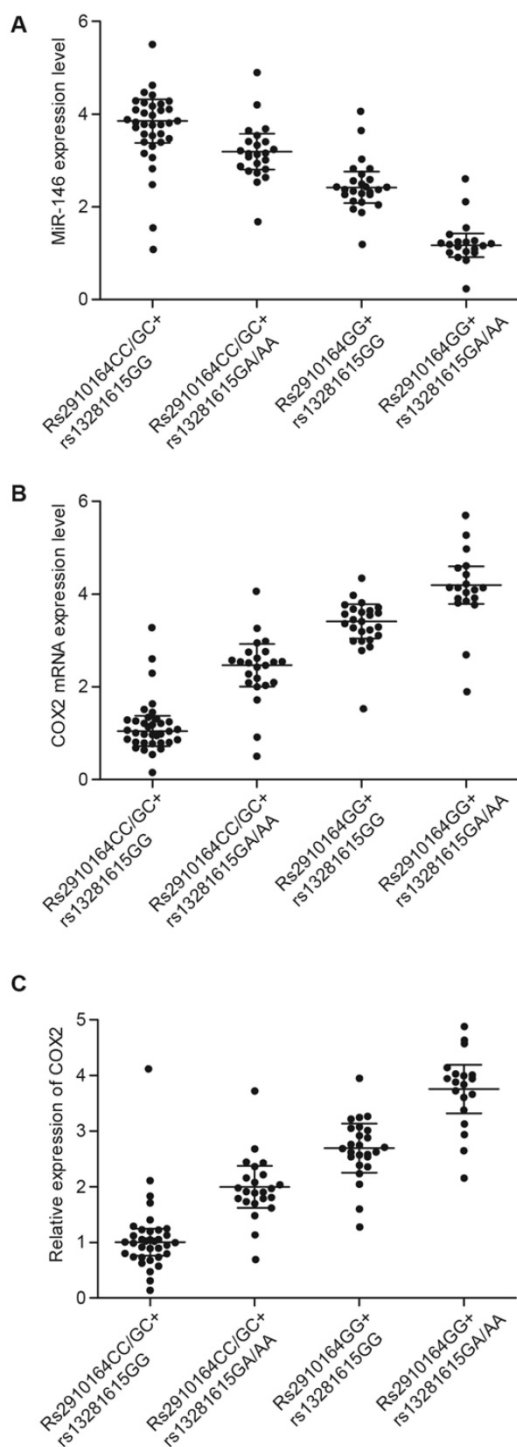 A
MiR-146 expression level
6
4
2
0
Rs2910164CC/GC+
rs13281615GG
Rs2910164CC/GC+
rs13281615GA/AA
Rs2910164GG+
rs13281615GG
Rs2910164GG+
rs13281615GA/AA
B
COX2 mRNA expression level
6
4
2
0
Rs2910164CC/GC+
rs13281615GG
Rs2910164CC/GC+
rs13281615GA/AA
Rs2910164GG+
rs13281615GG
Rs2910164GG+
rs13281615GA/AA
C
Relative expression of COX2
5
4
3
2
1
0
Rs2910164CC/GC+
rs13281615GG
Rs2910164CC/GC+
rs13281615GA/AA
Rs2910164GG+
rs13281615GG
Rs2910164GG+
rs13281615GA/AA